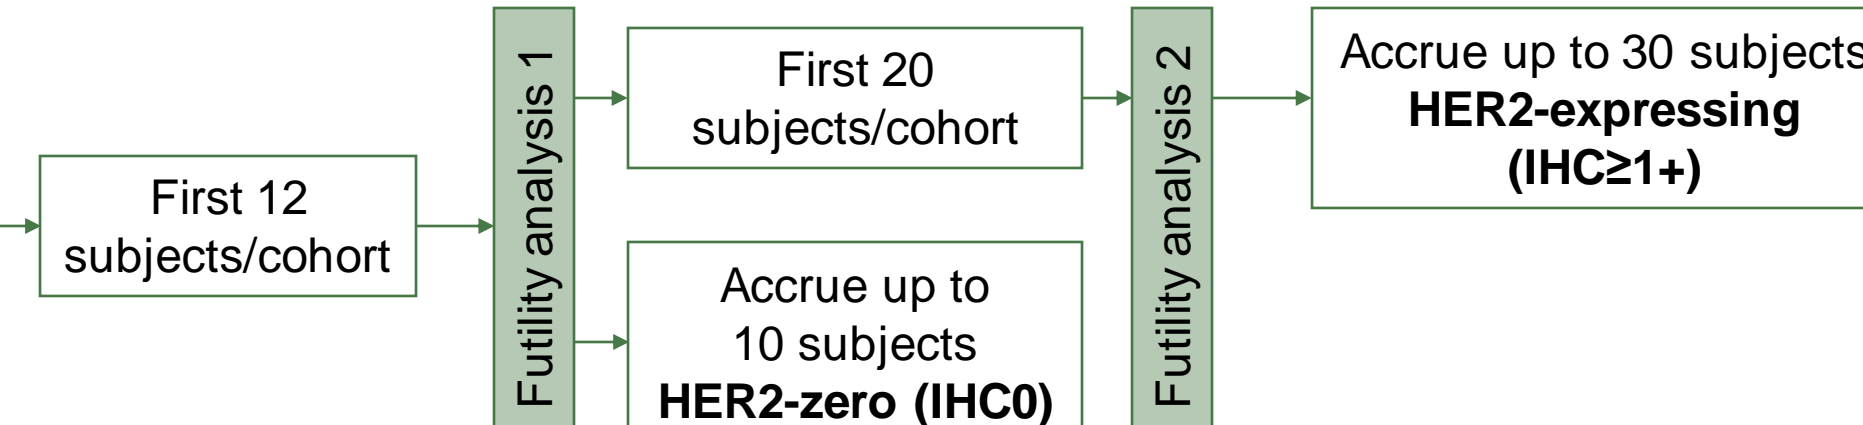 First 12
subjects/cohort
Futility analysis 1
First 20
subjects/cohort
Accrue up to
10 subjects
HER2-zero (IHC0)
Futility analysis 2
Accrue up to 30 subjects
HER2-expressing
(IHC≥1+)